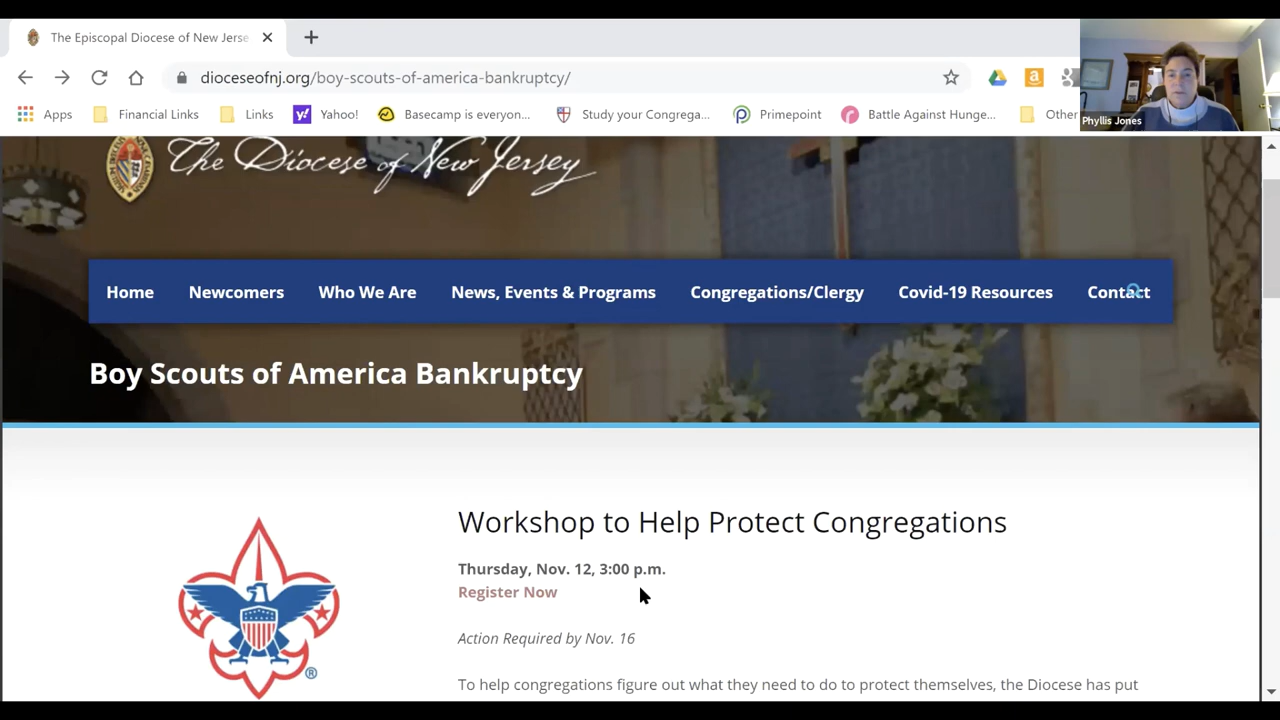 The Episcopal Diocese of New Jerse
dioceseofnj.org/boy-scouts-of-america-bankruptcy/
Apps Financial Links Links Yahoo! Basecamp is everyon... Study your Congrega... Primepoint Battle Against Hunge... Other
Phyllis Jones
The Diocese of New Jersey
Home Newcomers Who We Are News, Events & Programs Congregations/Clergy Covid-19 Resources Contact
Boy Scouts of America Bankruptcy
Workshop to Help Protect Congregations
Thursday, Nov. 12, 3:00 p.m.
Register Now
Action Required by Nov. 16
To help congregations figure out what they need to do to protect themselves, the Diocese has put